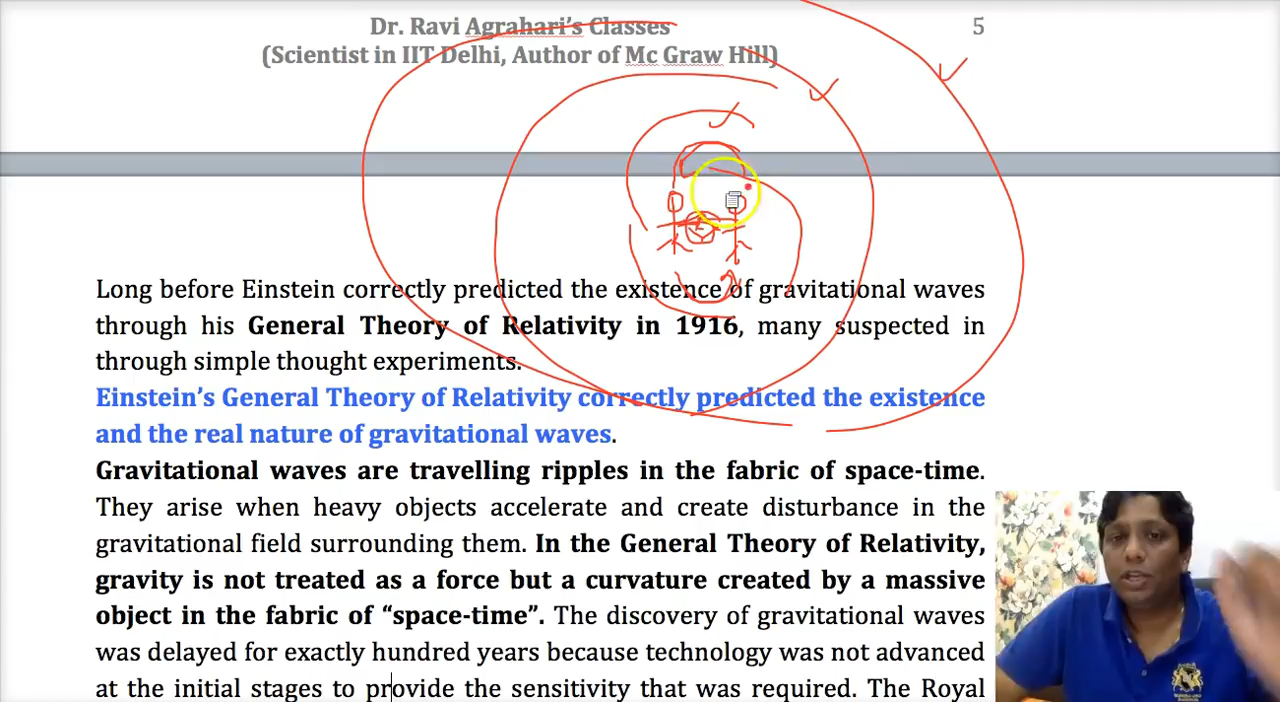 Dr. Ravi Agrahari's Classes
5
(Scientist in IIT Delhi, Author of Mc Graw Hill)
Long before Einstein correctly predicted the existence of gravitational waves
through his General Theory of Relativity in 1916, many suspected in
through simple thought experiments.
Einstein's General Theory of Relativity correctly predicted the existence
and the real nature of gravitational waves.
Gravitational waves are travelling ripples in the fabric of space-time.
They arise when heavy objects accelerate and create disturbance in the
gravitational field surrounding them. In the General Theory of Relativity,
gravity is not treated as a force but a curvature created by a massive
object in the fabric of “space-time”. The discovery of gravitational waves
was delayed for exactly hundred years because technology was not advanced
at the initial stages to provide the sensitivity that was required. The Royal